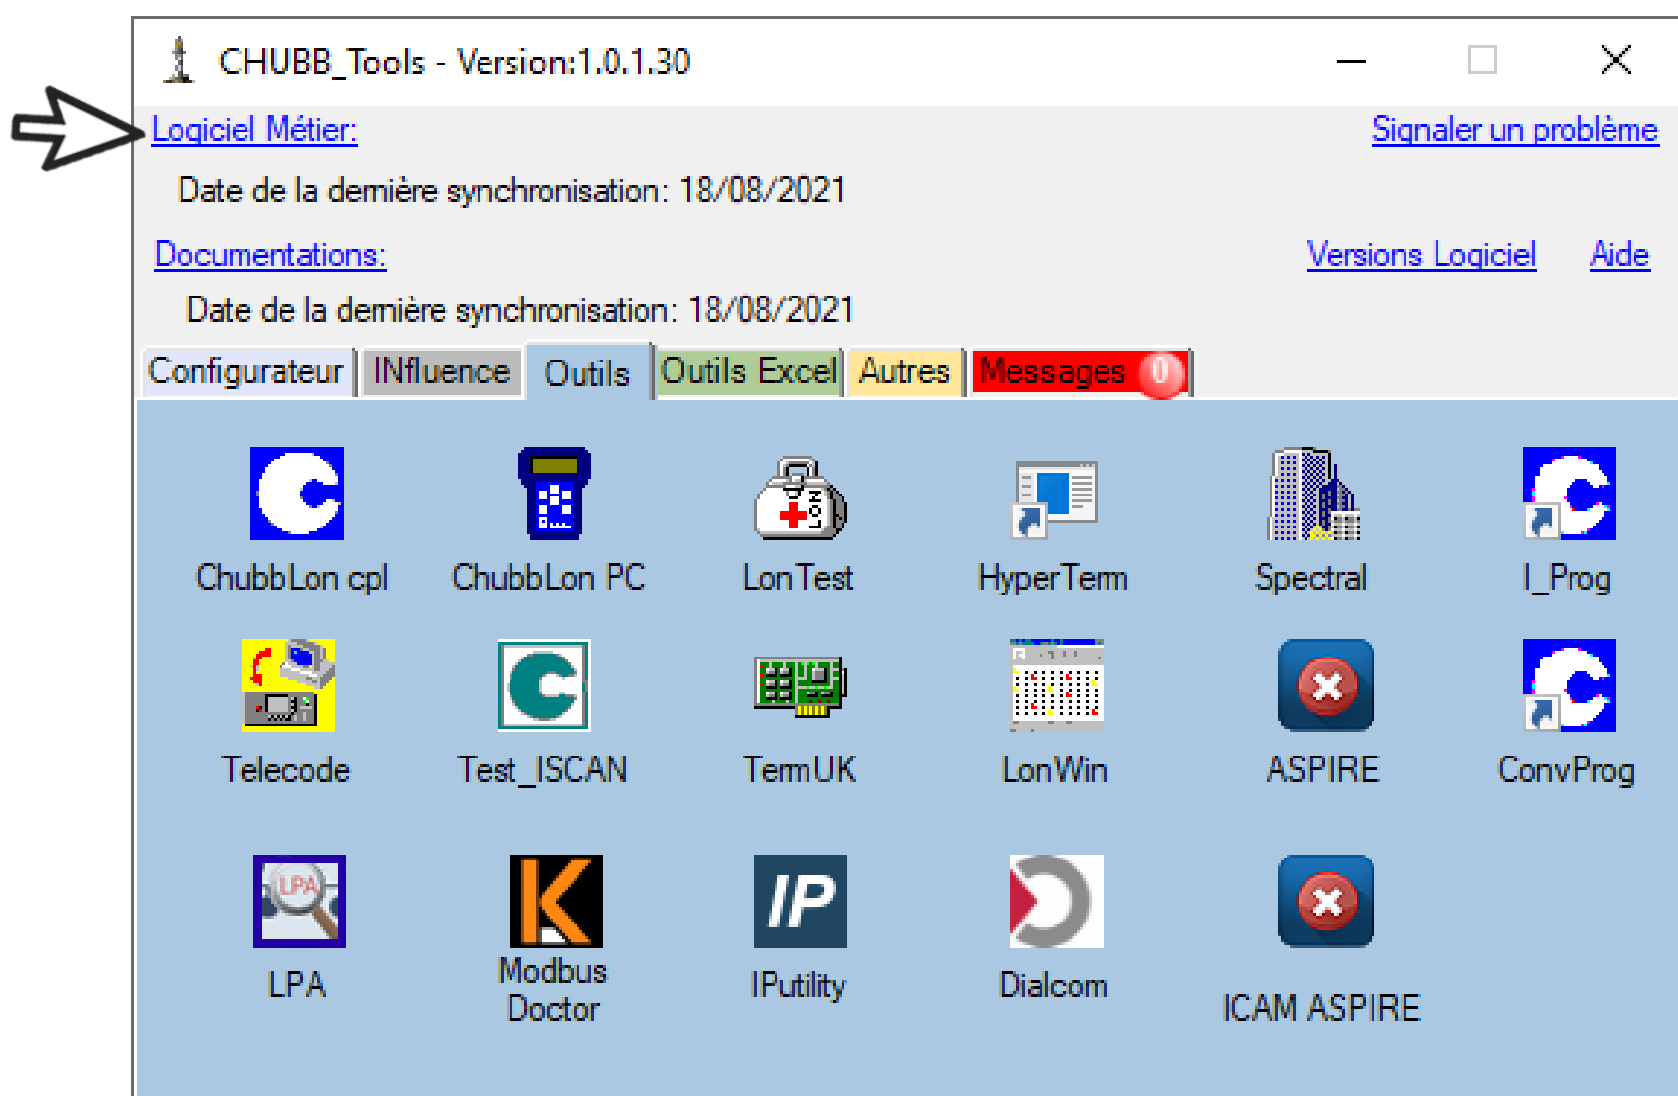 CHUBB_Tools - Version:1.0.1.30
Logiciel Métier:
Signaler un problème
Date de la dernière synchronisation: 18/08/2021
Documentations:
Versions Logiciel
Aide
Date de la dernière synchronisation: 18/08/2021
Configurateur INfluence Outils Outils Excel Autres Messages 0
LON
ChubbLon cpl ChubbLon PC LonTest HyperTerm Spectral I_Prog
Telecode Test_ISCAN TermUK LonWin ASPIRE ConvProg
LPA
IP
LPA Modbus Doctor IPutility Dialcom ICAM ASPIRE